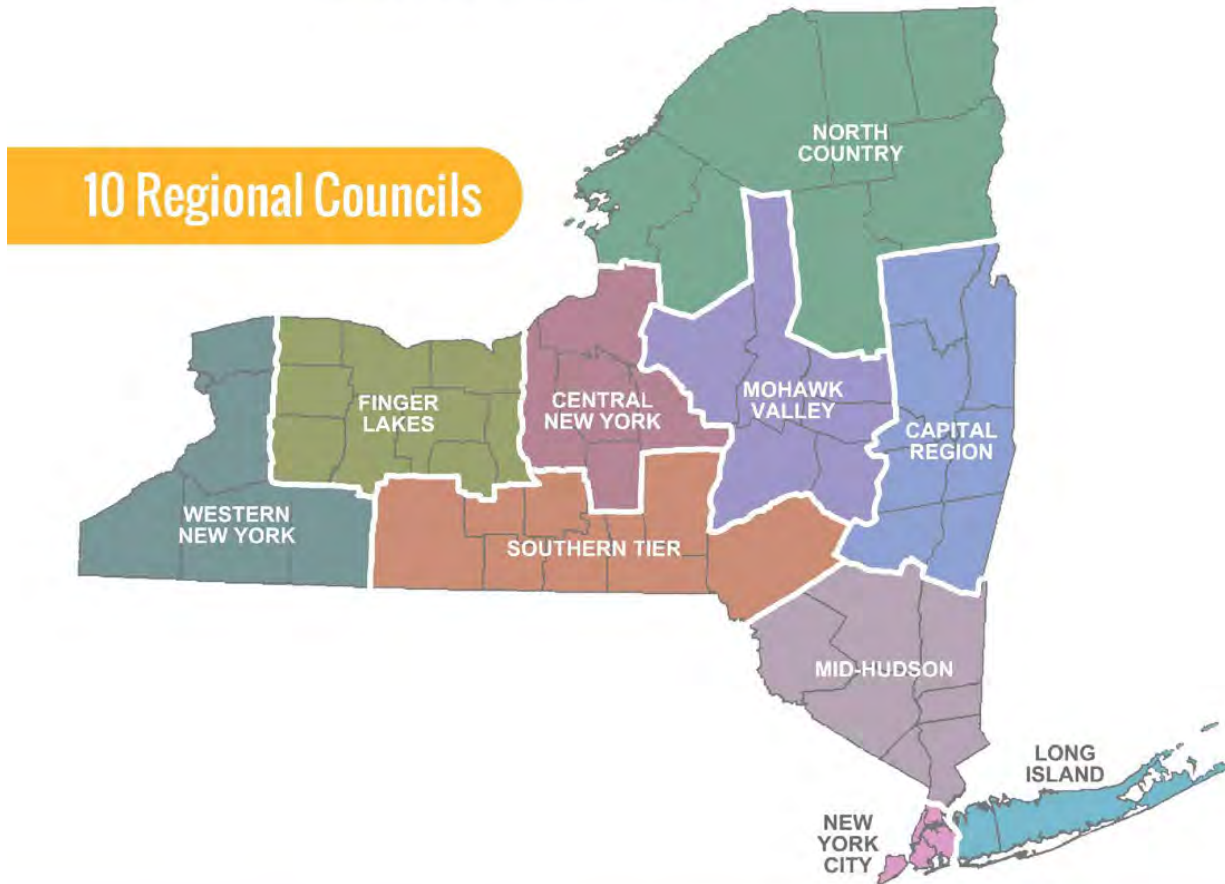 10 Regional Councils
NORTH
COUNTRY
FINGER
LAKES
CENTRAL
NEW YORK
MOHAWK
VALLEY
CAPITAL
REGION
WESTERN
NEW YORK
SOUTHERN TIER
MID-HUDSON
LONG
ISLAND
NEW
YORK
CITY